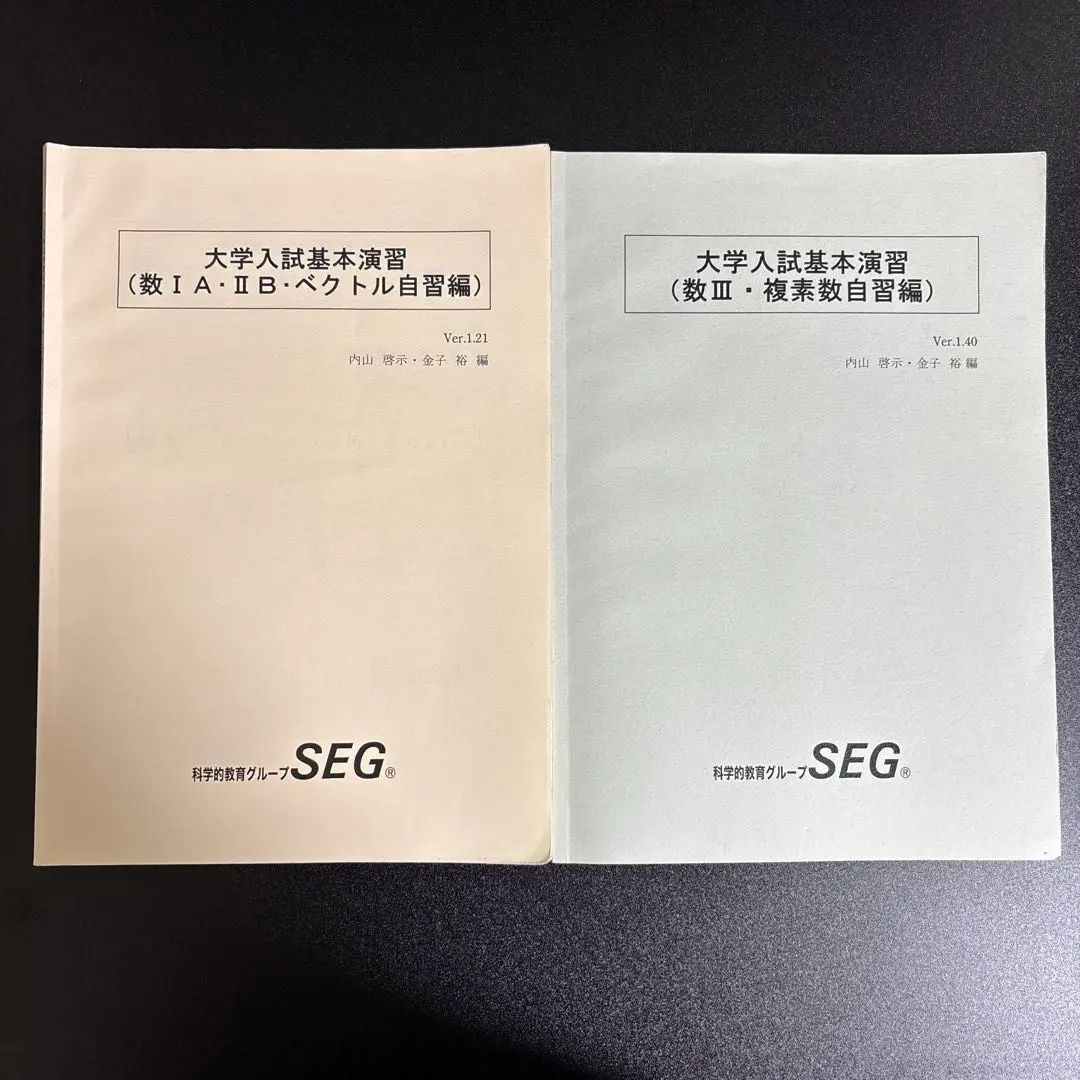 大学入試基本演習
(数ⅠA・ⅡB・ベクトル自習編)
Ver.1.21
内山 啓示・金子 裕 編
科学的教育グループSEG®
大学入試基本演習
(数Ⅲ・複素数自習編)
Ver.1.40
内山 啓示・金子 裕 編
科学的教育グループSEG®